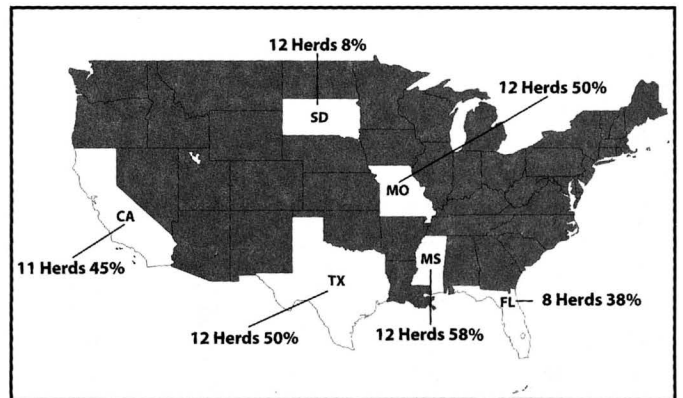 12 Herds 8%
12 Herds 50%
SD
MO
CA
MS
11 Herds 45%
TX
FL
8 Herds 38%
12 Herds 50%
12 Herds 58%